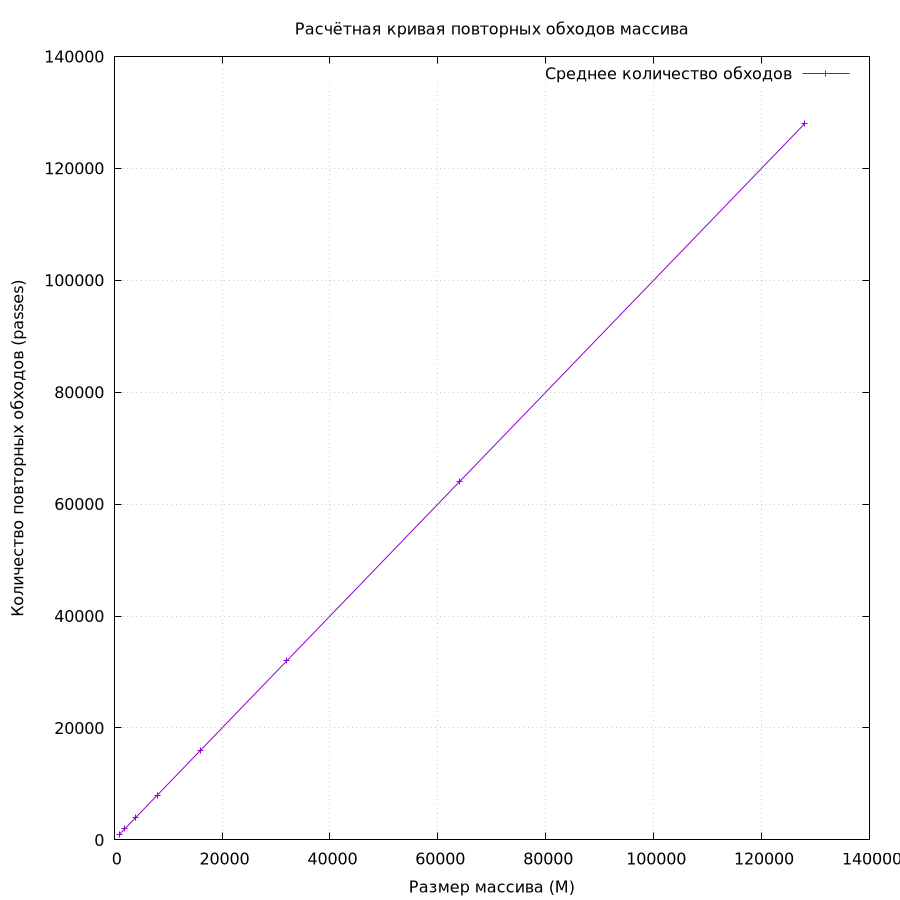 Расчётная кривая повторных обходов массива
Среднее количество обходов
140000
120000
100000
80000
60000
40000
20000
0
Количество повторных обходов (passes)
0 20000 40000 60000 80000 100000 120000 140000
Размер массива (M)